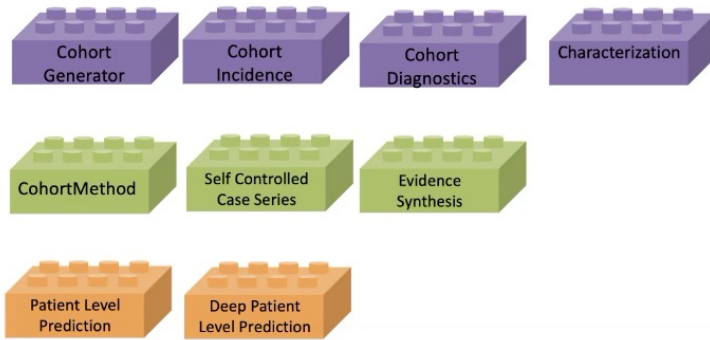 Cohort
Generator
Cohort
Incidence
Cohort
Diagnostics
Characterization
CohortMethod
Self Controlled
Case Series
Evidence
Synthesis
Patient Level
Prediction
Deep Patient
Level Prediction